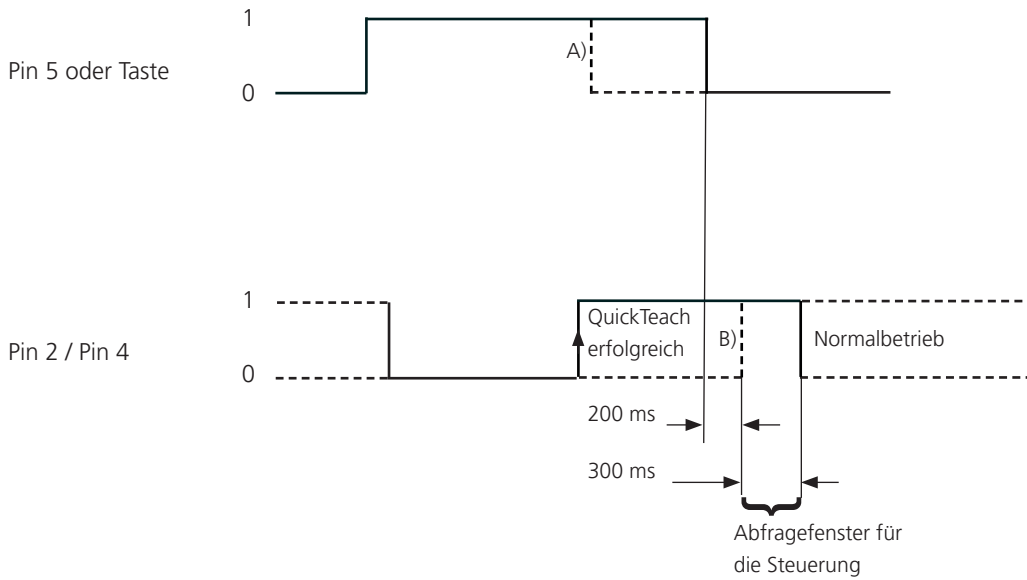 1
A)
Pin 5 oder Taste
0
1
QuickTeach
erfolgreich
B)
Normalbetrieb
Pin 2 / Pin 4
0
200 ms
300 ms
Abfragefenster für
die Steuerung